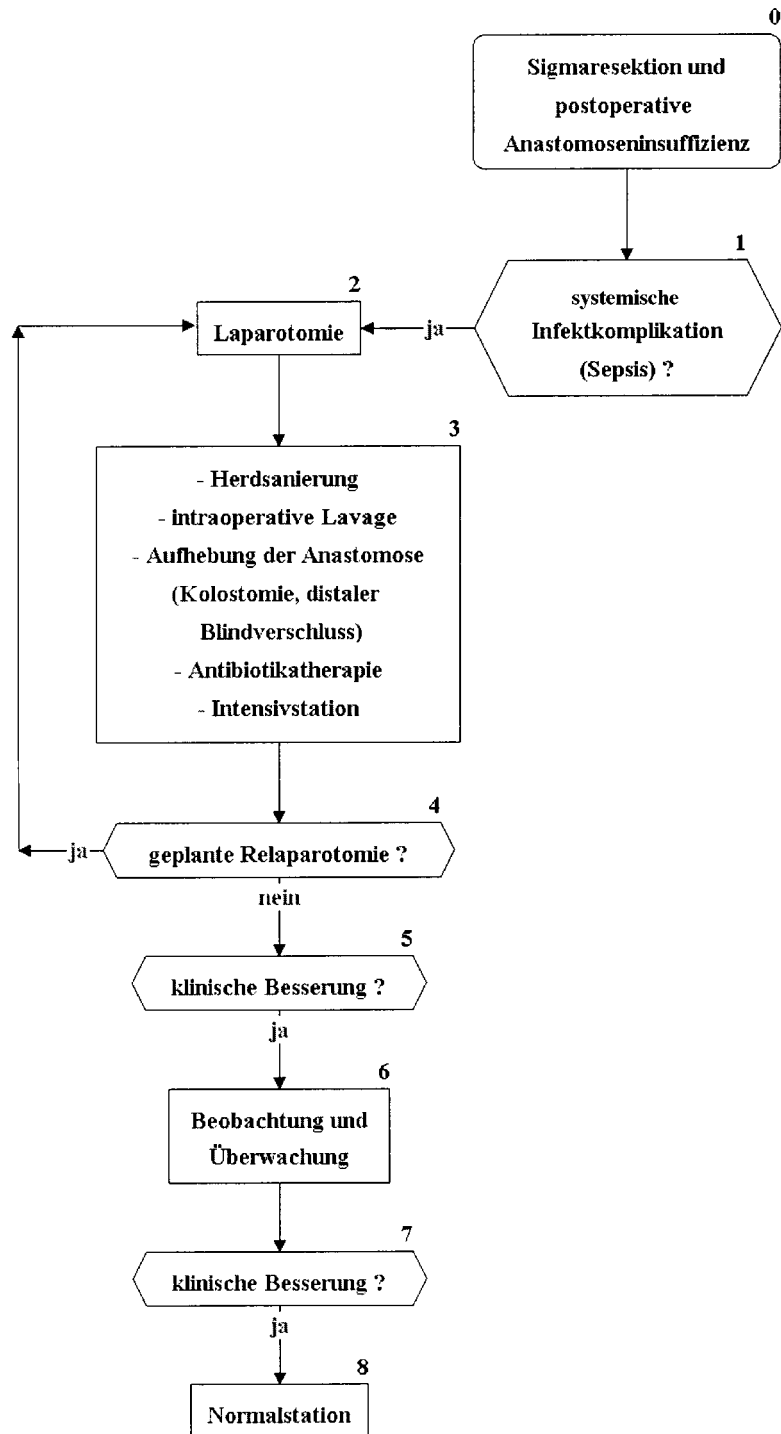 0
Sigmaresektion und
postoperative
Anastomoseninsuffizienz
1
systemische
Infektkomplikation
(Sepsis) ?
ja
2
Laparotomie
3
- Herdsanierung
- intraoperative Lavage
- Aufhebung der Anastomose
(Kolostomie, distaler
Blindverschluss)
- Antibiotikatherapie
- Intensivstation
4
geplante Relaparotomie ?
ja
nein
5
klinische Besserung ?
ja
6
Beobachtung und
Überwachung
7
klinische Besserung ?
ja
8
Normalstation